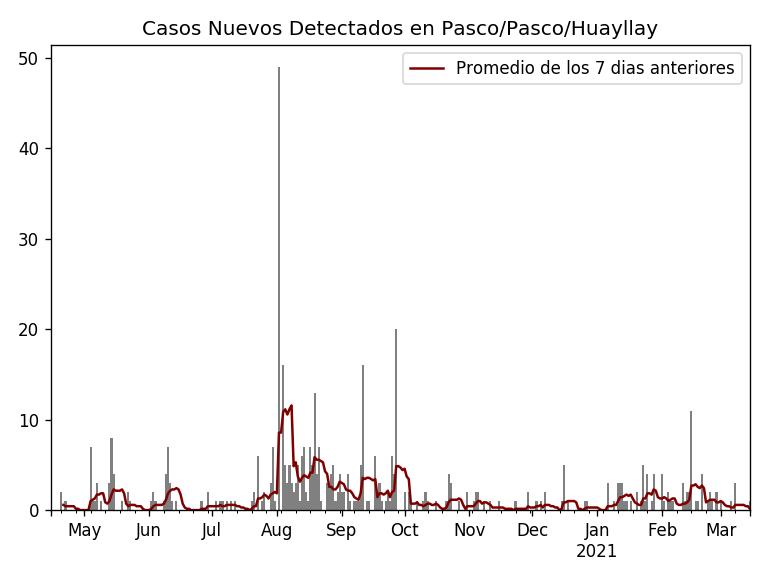 Casos Nuevos Detectados en Pasco/Pasco/Huayllay
Promedio de los 7 dias anteriores
50
40
30
20
10
0
May Jun Jul Aug Sep Oct Nov Dec Jan Feb Mar
2021